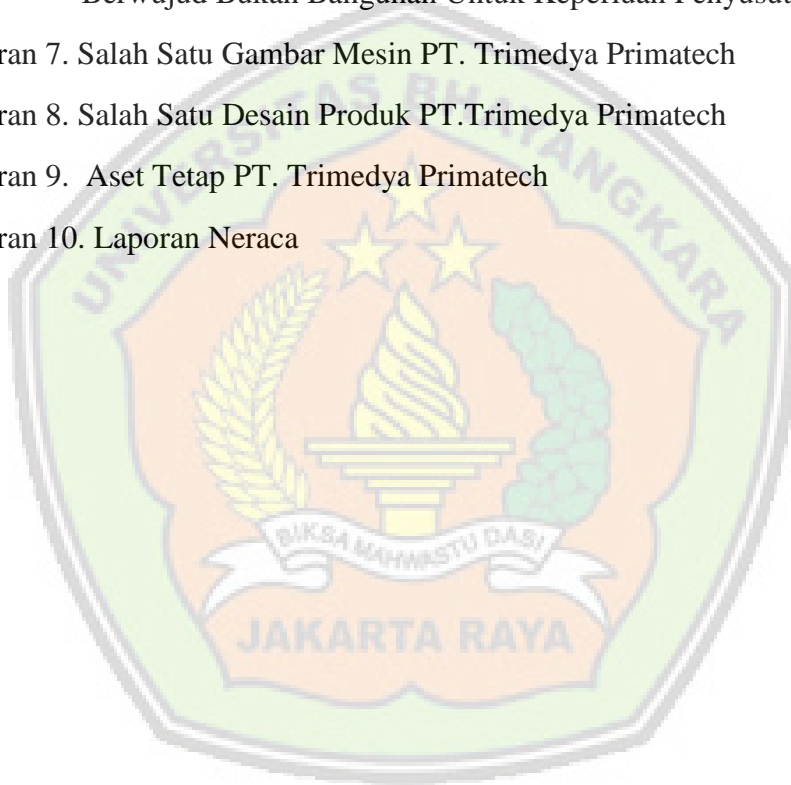 Berwujud Bukan Bangunan Untuk Keperluan Penyusut
ran 7. Salah Satu Gambar Mesin PT. Trimedya Primatech
ran 8. Salah Satu Desain Produk PT.Trimedya Primatech
ran 9. Aset Tetap PT. Trimedya Primatech
ran 10. Laporan Neraca
UNIVERSITAS BHAYANGKARA
BIKSA MAHWASTU DASI
JAKARTA RAYA